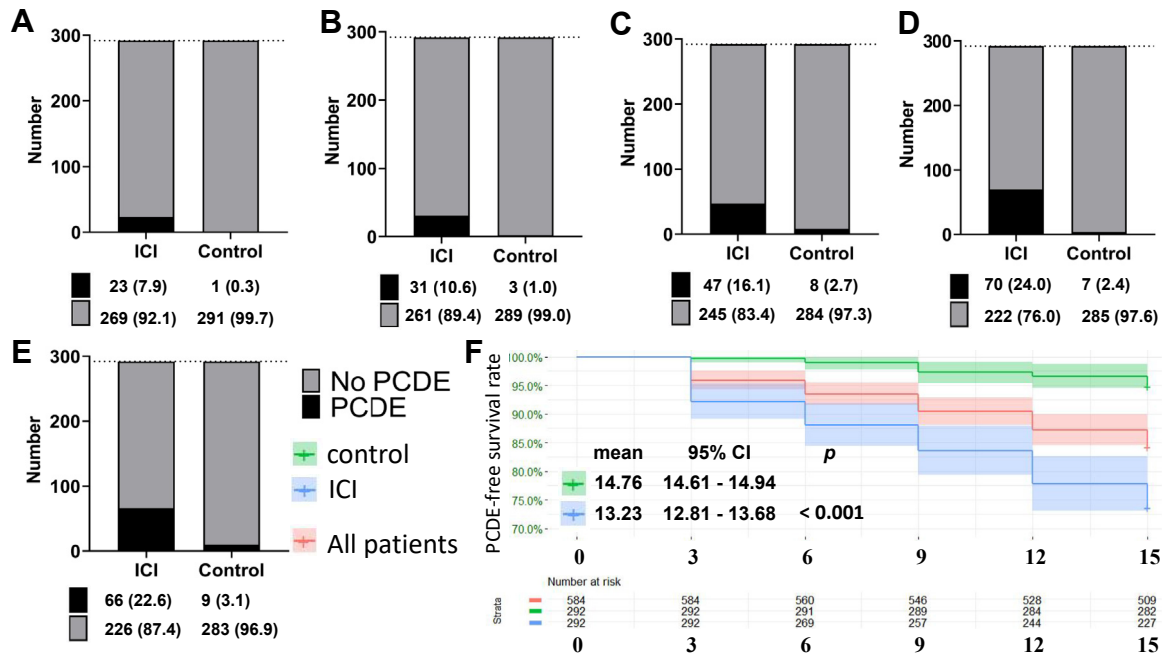 A
Number
300
200
100
0
ICI Control
23 (7.9) 1 (0.3)
269 (92.1) 291 (99.7)
B
Number
300
200
100
0
ICI Control
31 (10.6) 3 (1.0)
261 (89.4) 289 (99.0)
C
Number
300
200
100
0
ICI Control
47 (16.1) 8 (2.7)
245 (83.4) 284 (97.3)
D
Number
300
200
100
0
ICI Control
70 (24.0) 7 (2.4)
222 (76.0) 285 (97.6)
E
Number
300
200
100
0
ICI Control
66 (22.6) 9 (3.1)
226 (87.4) 283 (96.9)
No PCDE
PCDE
control
ICI
All patients
F
PCDE-free survival rate
100.0%
95.0%
90.0%
85.0%
80.0%
75.0%
70.0%
mean 95% CI p
14.76 14.61 - 14.94
13.23 12.81 - 13.68 < 0.001
0 3 6 9 12 15
Number at risk
Strata
584 584 560 546 528 509
292 292 291 289 284 282
292 292 269 257 244 227
0 3 6 9 12 15